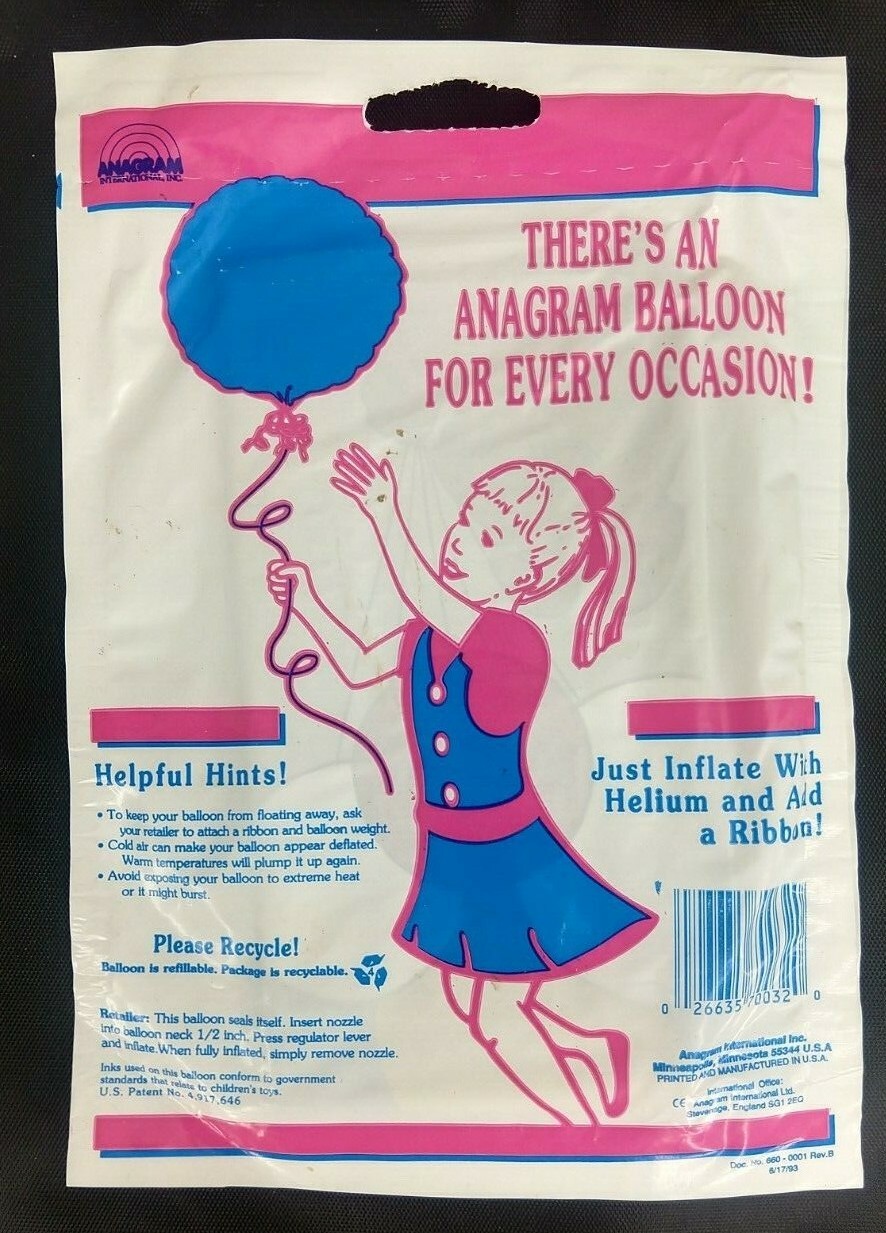 ANAGRAM
INTERNATIONAL, INC.
THERE'S AN
ANAGRAM BALLOON
FOR EVERY OCCASION!
Helpful Hints!
• To keep your balloon from floating away, ask
your retailer to attach a ribbon and balloon weight.
• Cold air can make your balloon appear deflated.
Warm temperatures will plump it up again.
• Avoid exposing your balloon to extreme heat
or it might burst.
Please Recycle!
Balloon is refillable. Package is recyclable.
4
Retailer: This balloon seals itself. Insert nozzle
into balloon neck 1/2 inch. Press regulator lever
and inflate. When fully inflated, simply remove nozzle.
Inks used on this balloon conform to government
standards that relate to children's toys.
U.S. Patent No. 4,917,646
Just Inflate With
Helium and Add
a Ribbon!
0 26635 70032 0
Anagram International Inc.
Minneapolis, Minnesota 55344 U.S.A
PRINTED AND MANUFACTURED IN U.S.A.
International Office:
CE Anagram International Ltd.
Stevenage, England SG1 2EQ
Doc. No. 660 - 0001 Rev.B
6/17/93